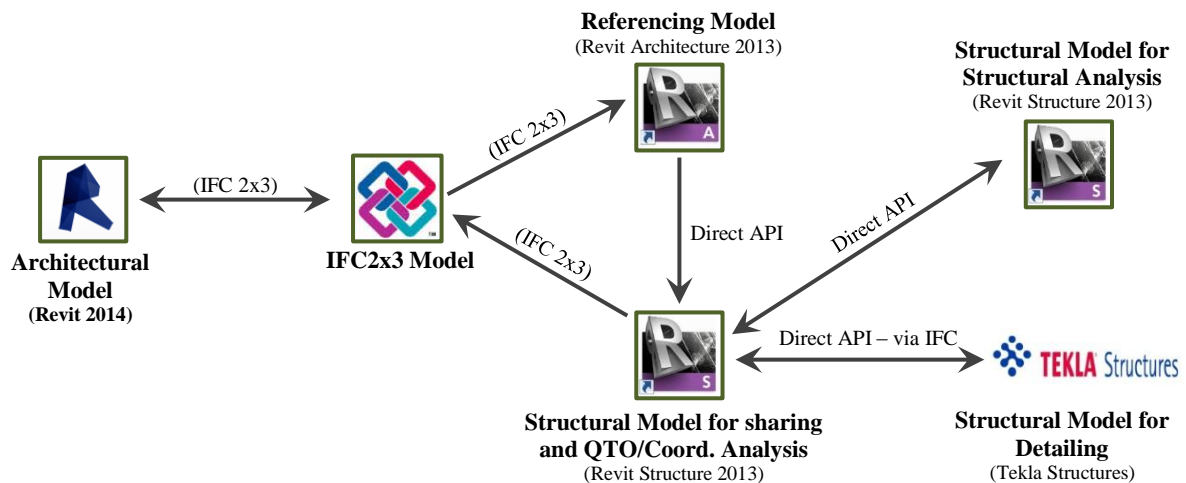 Referencing Model
(Revit Architecture 2013)
A
Structural Model for
Structural Analysis
(Revit Structure 2013)
S
(IFC 2x3)
(IFC 2x3)
TM
Architectural
Model
(Revit 2014)
IFC2x3 Model
(IFC 2x3)
Direct API
Direct API
S
Direct API – via IFC
TEKLA Structures
Structural Model for sharing
and QTO/Coord. Analysis
(Revit Structure 2013)
Structural Model for
Detailing
(Tekla Structures)